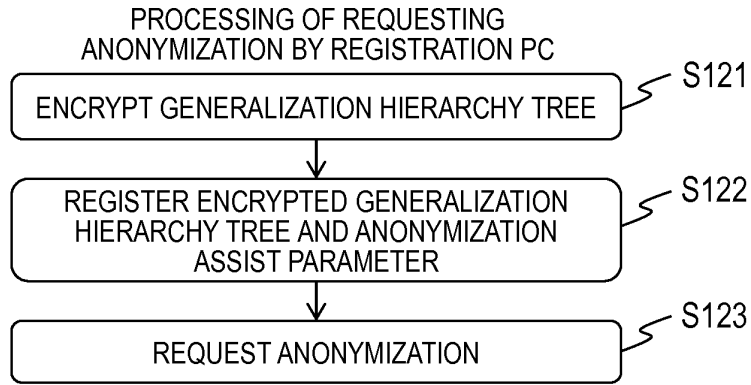 PROCESSING OF REQUESTING
ANONYMIZATION BY REGISTRATION PC
S121
ENCRYPT GENERALIZATION HIERARCHY TREE
S122
REGISTER ENCRYPTED GENERALIZATION
HIERARCHY TREE AND ANONYMIZATION
ASSIST PARAMETER
S123
REQUEST ANONYMIZATION